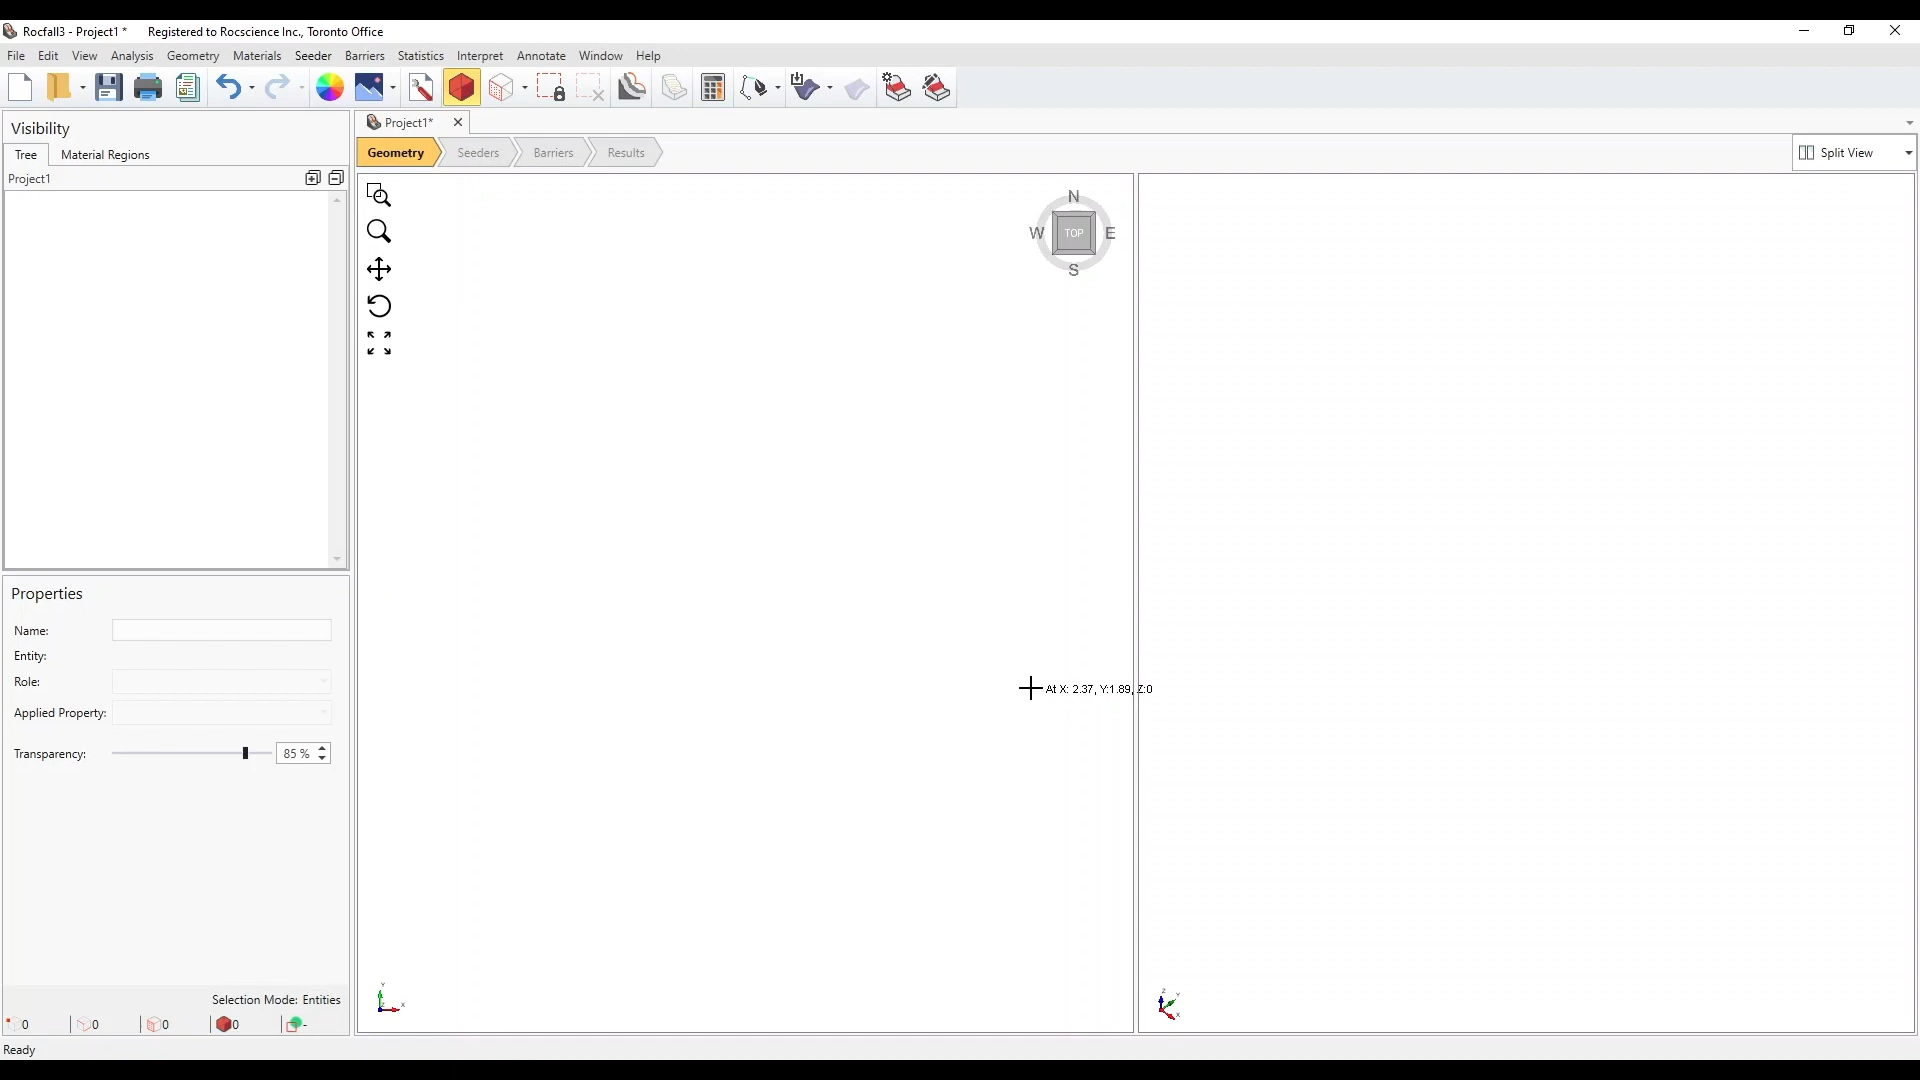 Rocfall3 - Project1 * Registered to Rocscience Inc., Toronto Office
File Edit View Analysis Geometry Materials Seeder Barriers Statistics Interpret Annotate Window Help
Visibility
Tree Material Regions
Project1
Project1*
Geometry Seeders Barriers Results
Split View
N
W TOP E
S
At X: 2.37, Y:1.89, Z:0
Properties
Name:
Entity:
Role:
Applied Property:
Transparency: 85 %
Selection Mode: Entities
0 0 0 0 -
Y
Z X
Z Y
X
Ready